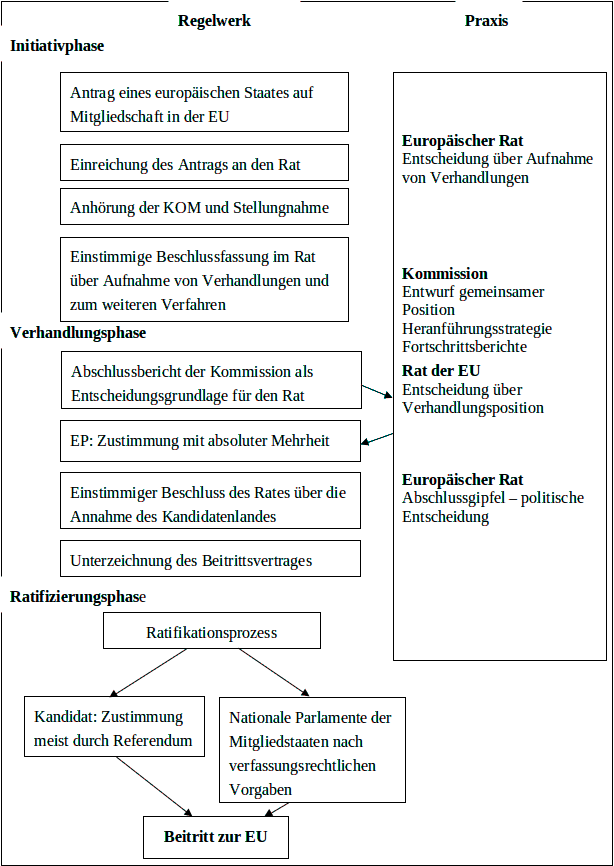 Regelwerk
Praxis
Initiativphase
Antrag eines europäischen Staates auf
Mitgliedschaft in der EU
Einreichung des Antrags an den Rat
Anhörung der KOM und Stellungnahme
Einstimmige Beschlussfassung im Rat
über Aufnahme von Verhandlungen und
zum weiteren Verfahren
Verhandlungsphase
Abschlussbericht der Kommission als
Entscheidungsgrundlage für den Rat
EP: Zustimmung mit absoluter Mehrheit
Einstimmiger Beschluss des Rates über die
Annahme des Kandidatenlandes
Unterzeichnung des Beitrittsvertrages
Europäischer Rat
Entscheidung über Aufnahme
von Verhandlungen
Kommission
Entwurf gemeinsamer
Position
Heranführungsstrategie
Fortschrittsberichte
Rat der EU
Entscheidung über
Verhandlungsposition
Europäischer Rat
Abschlussgipfel – politische
Entscheidung
Ratifizierungsphase
Ratifikationsprozess
Kandidat: Zustimmung
meist durch Referendum
Nationale Parlamente der
Mitgliedstaaten nach
verfassungsrechtlichen
Vorgaben
Beitritt zur EU